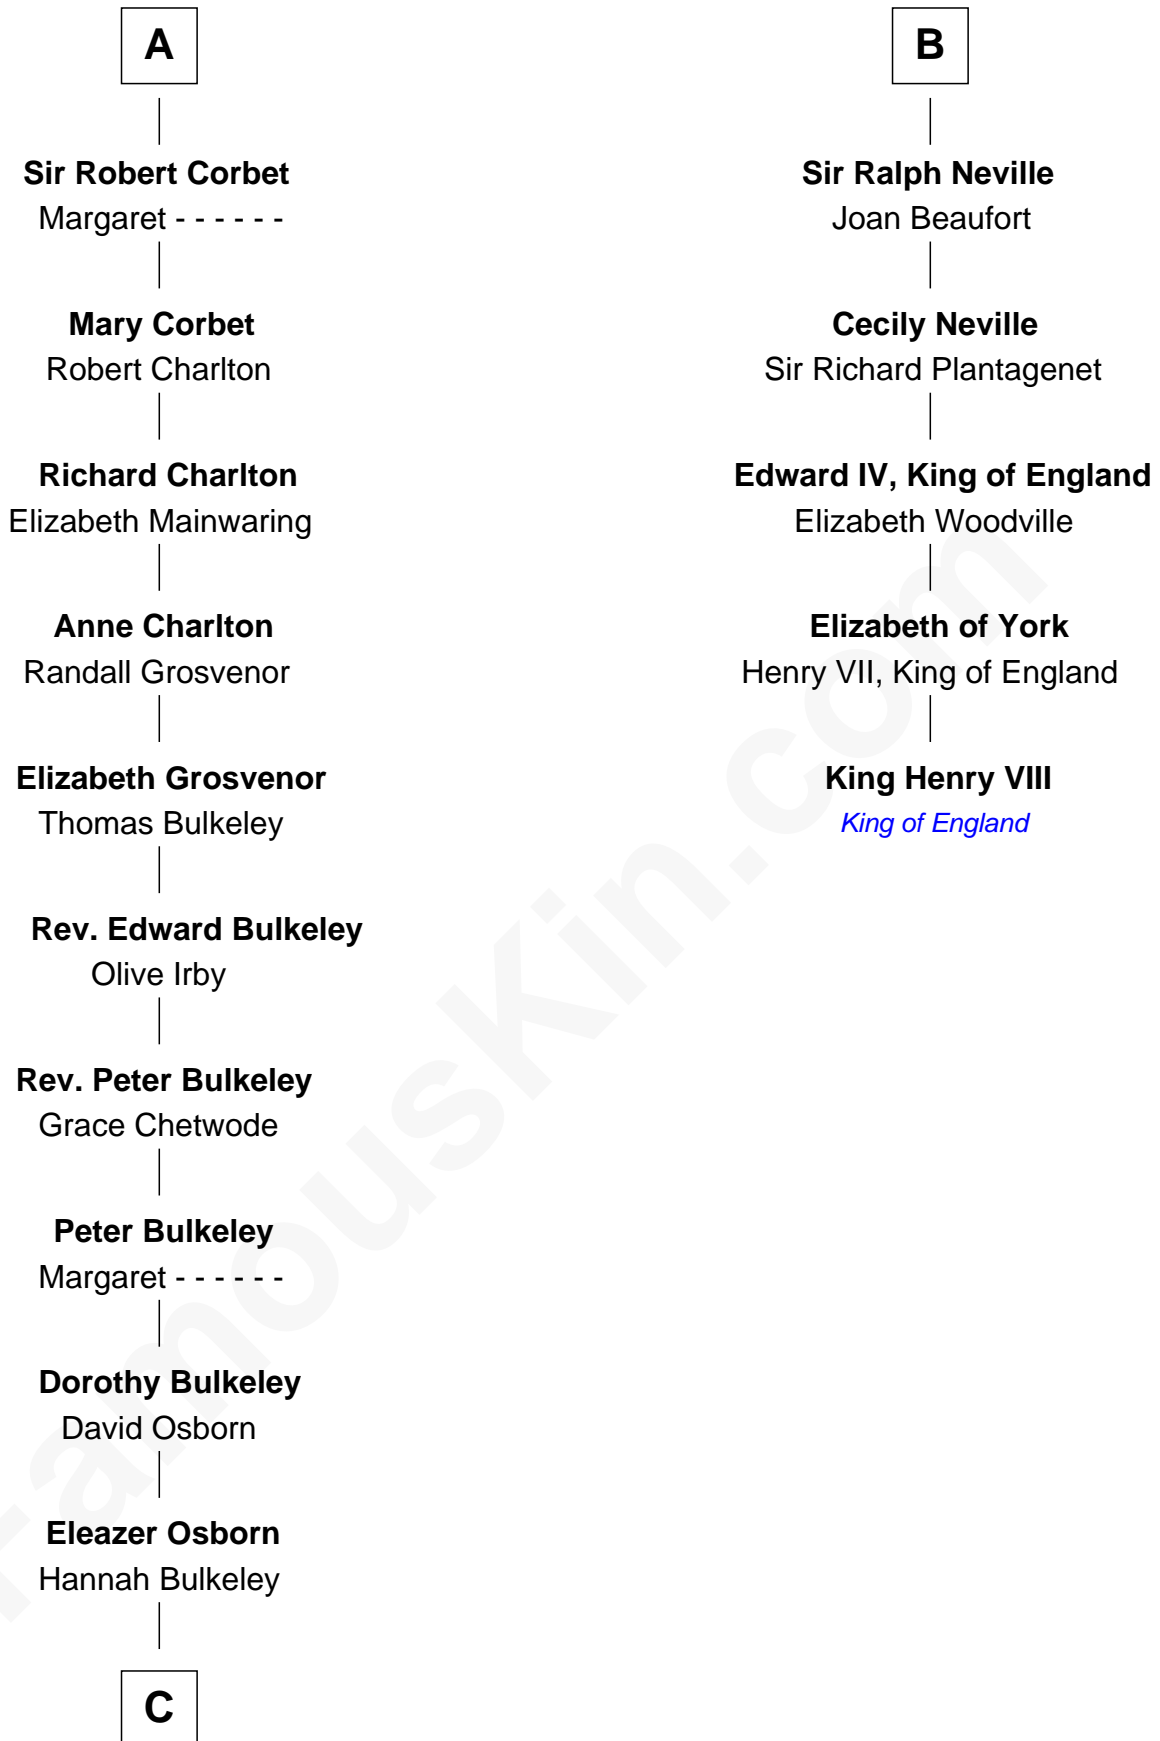 A
Sir Robert Corbet
Margaret - - - - - -
Mary Corbet
Robert Charlton
Richard Charlton
Elizabeth Mainwaring
Anne Charlton
Randall Grosvenor
Elizabeth Grosvenor
Thomas Bulkeley
Rev. Edward Bulkeley
Olive Irby
Rev. Peter Bulkeley
Grace Chetwode
Peter Bulkeley
Margaret - - - - - -
Dorothy Bulkeley
David Osborn
Eleazer Osborn
Hannah Bulkeley
C
B
Sir Ralph Neville
Joan Beaufort
Cecily Neville
Sir Richard Plantagenet
Edward IV, King of England
Elizabeth Woodville
Elizabeth of York
Henry VII, King of England
King Henry VIII
King of England
FamousKin.com